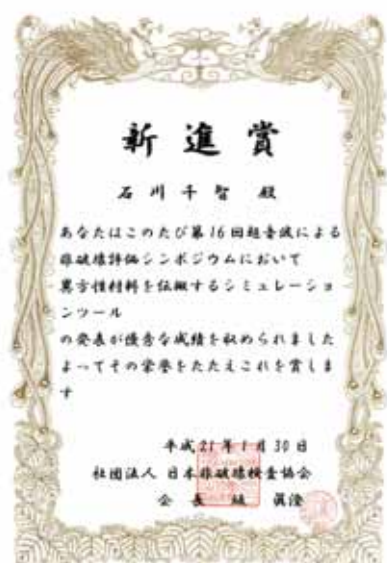 新進賞
石川千智 殿
あなたはこのたび第16回超音波による
非破壊評価シンポジウムにおいて
異方性材料を伝搬するシミュレーショ
ンツール
の発表が優秀な成績を収められました
よってその栄誉をたたえこれを賞しま
す
平成21年1月30日
社団法人 日本非破壊検査協会
会長 眞澄